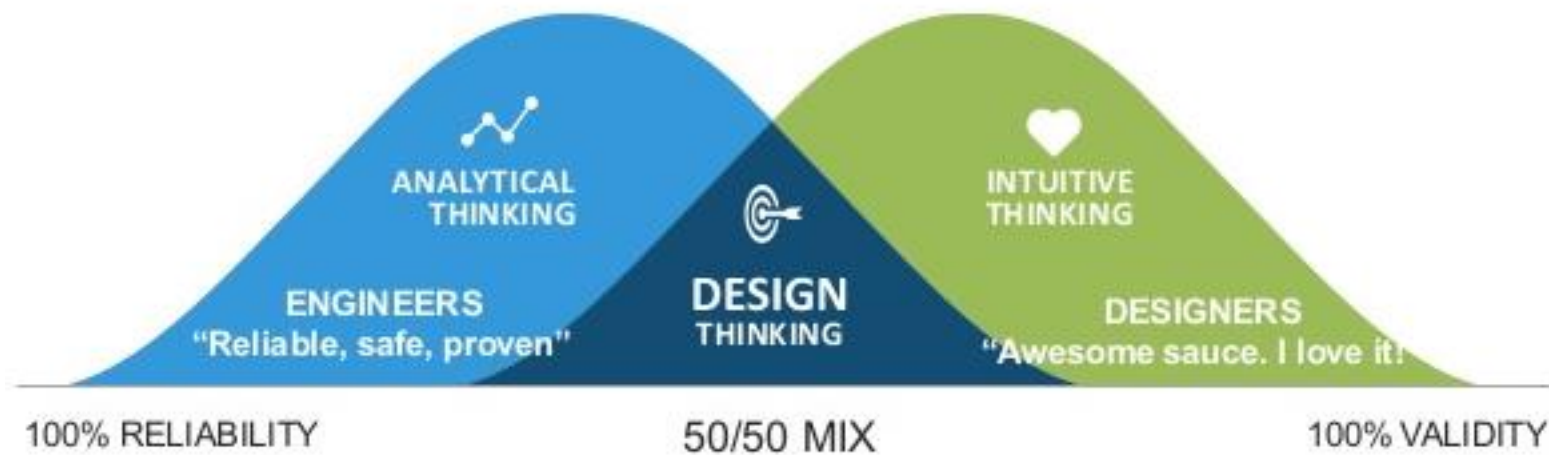 ANALYTICAL
THINKING
INTUITIVE
THINKING
ENGINEERS
“Reliable, safe, proven”
DESIGN
THINKING
DESIGNERS
“Awesome sauce. I love it!
100% RELIABILITY
50/50 MIX
100% VALIDITY